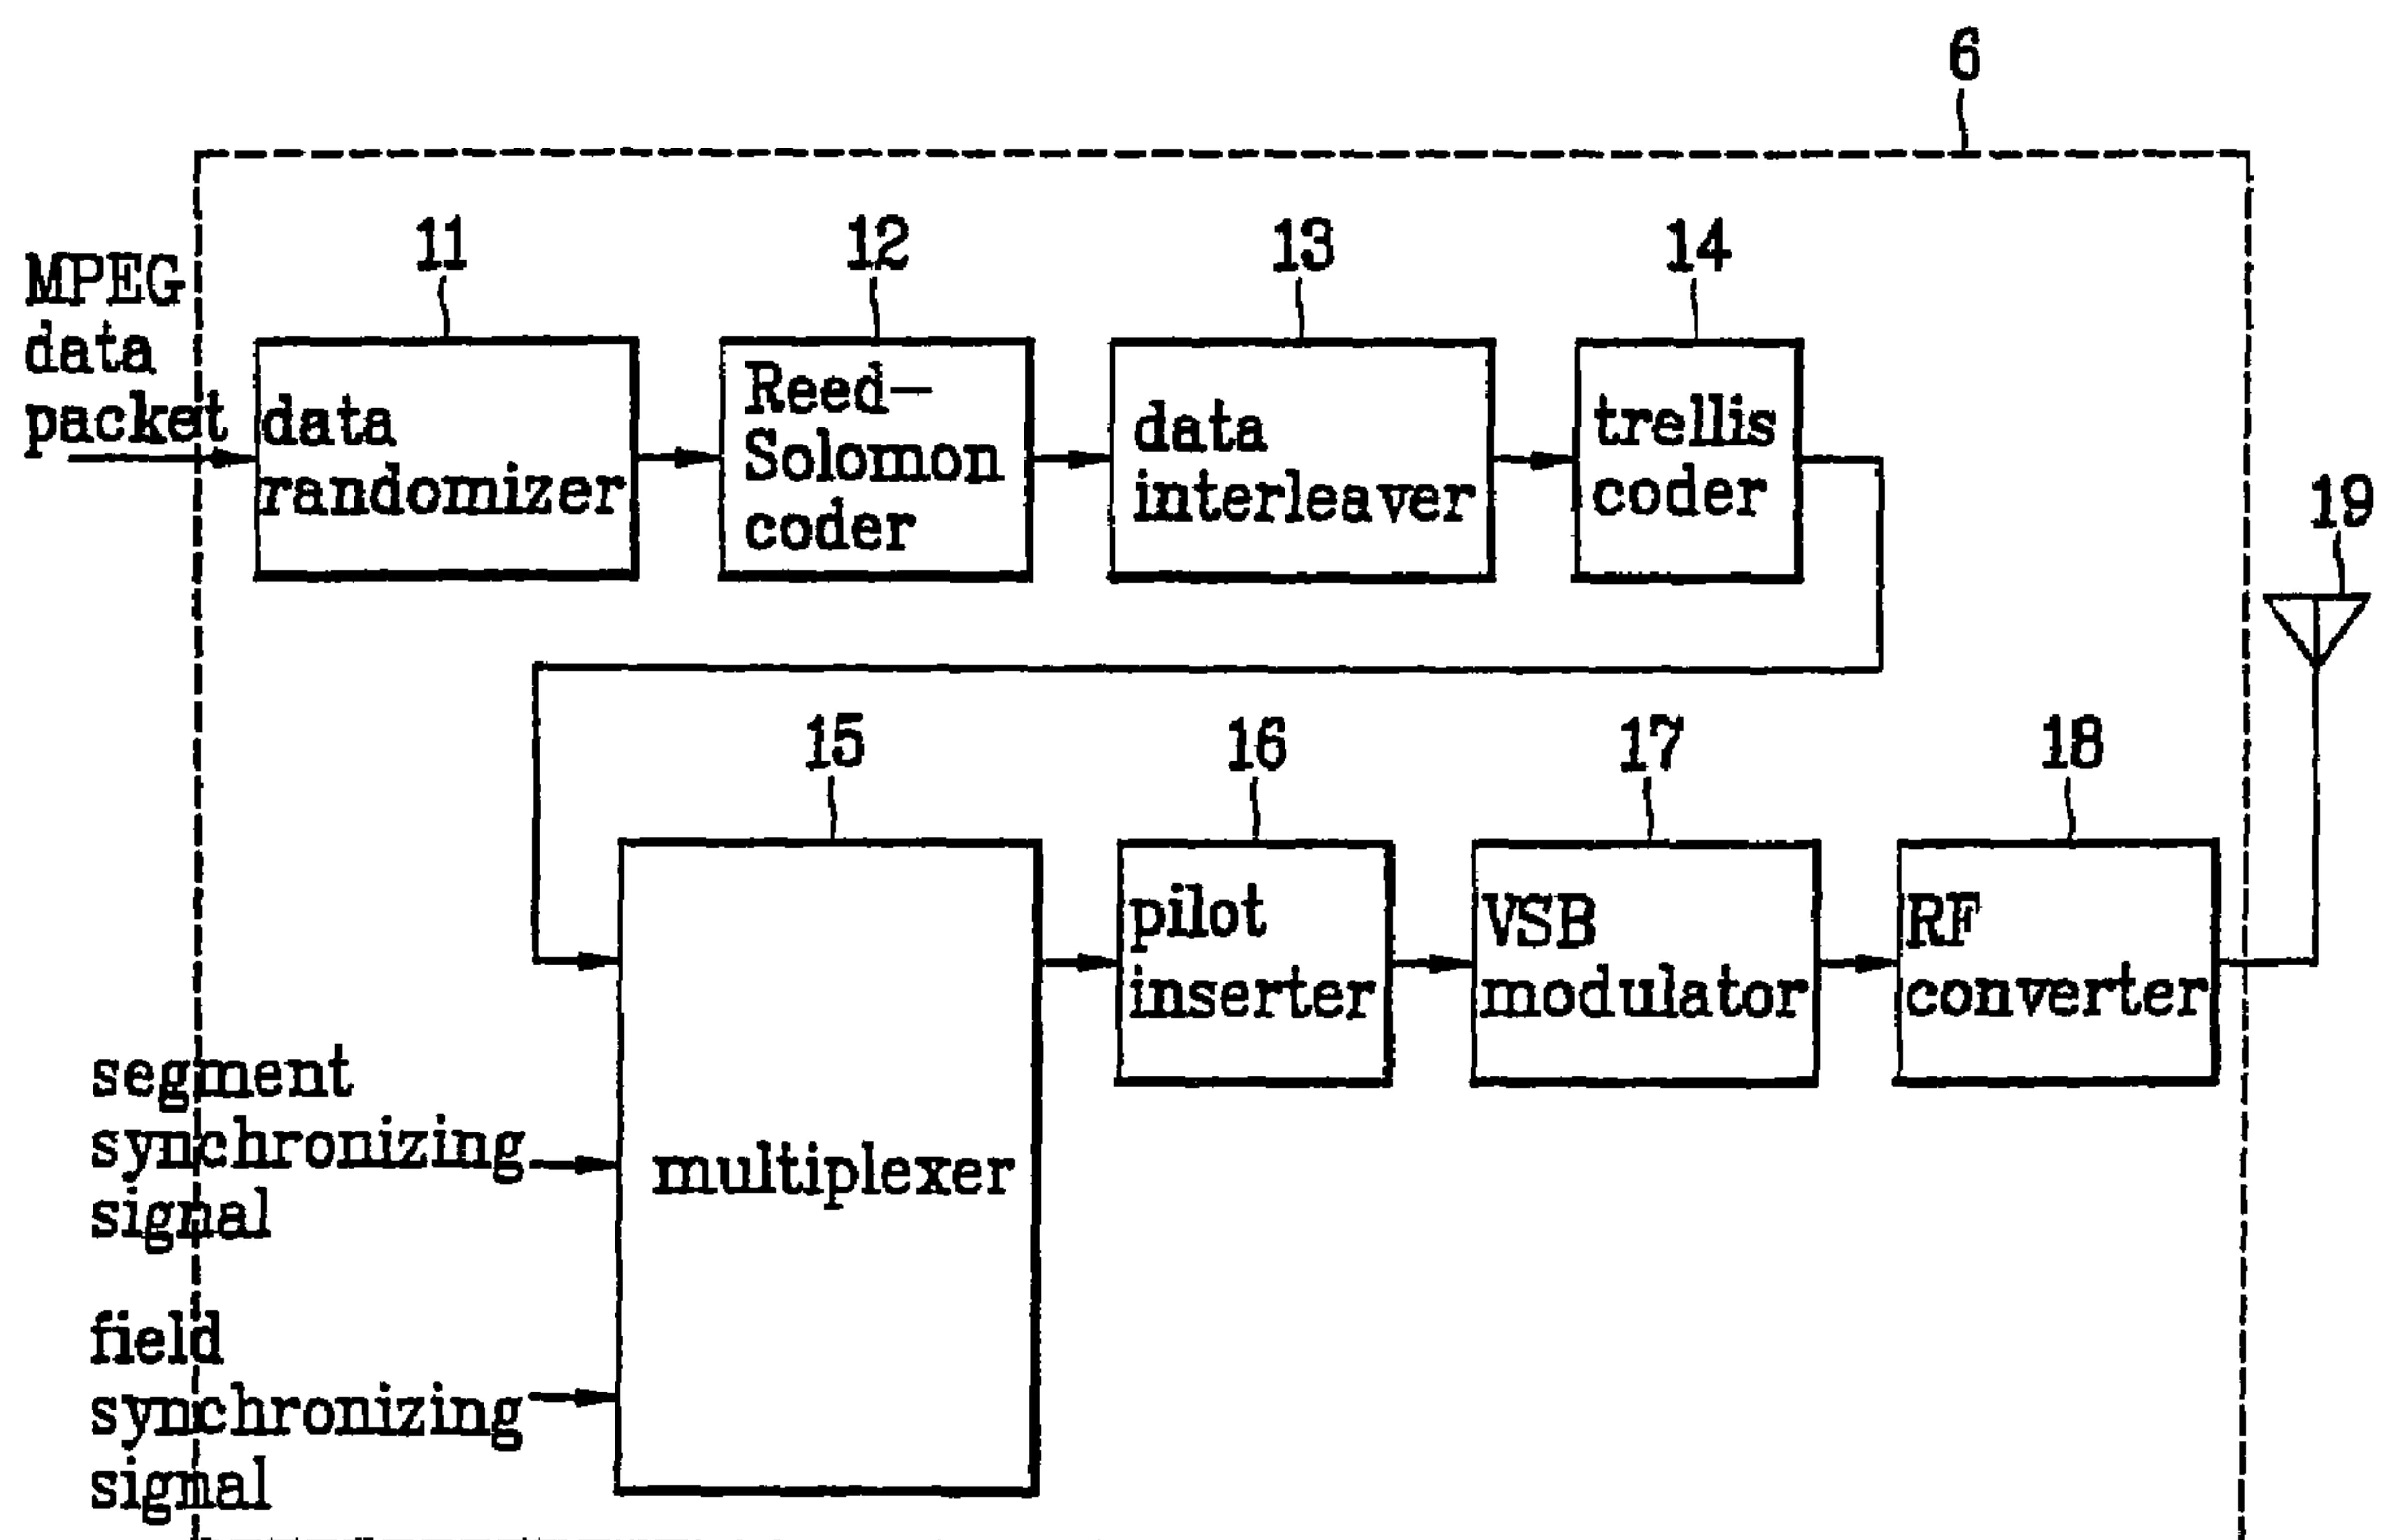 6
11
12
13
14
MPEG
data
packet
data
randomizer
Reed-
Solomon
coder
data
interleaver
trellis
coder
19
15
16
17
18
multiplexer
pilot
inserter
VSB
modulator
RF
converter
segment
synchronizing
signal
field
synchronizing
signal